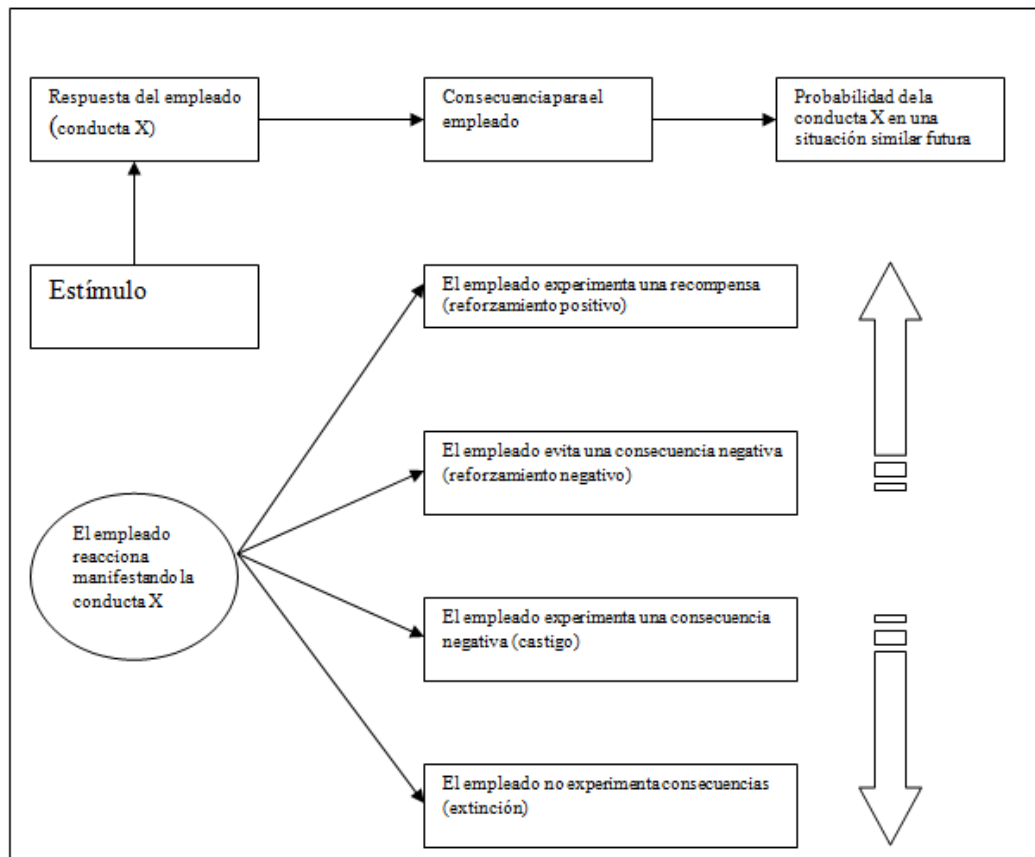 Respuesta del empleado
(conducta X)
Consecuencia para el
empleado
Probabilidad de la
conducta X en una
situación similar futura
Estímulo
El empleado experimenta una recompensa
(reforzamiento positivo)
El empleado evita una consecuencia negativa
(reforzamiento negativo)
El empleado
reacciona
manifestando la
conducta X
El empleado experimenta una consecuencia
negativa (castigo)
El empleado no experimenta consecuencias
(extinción)